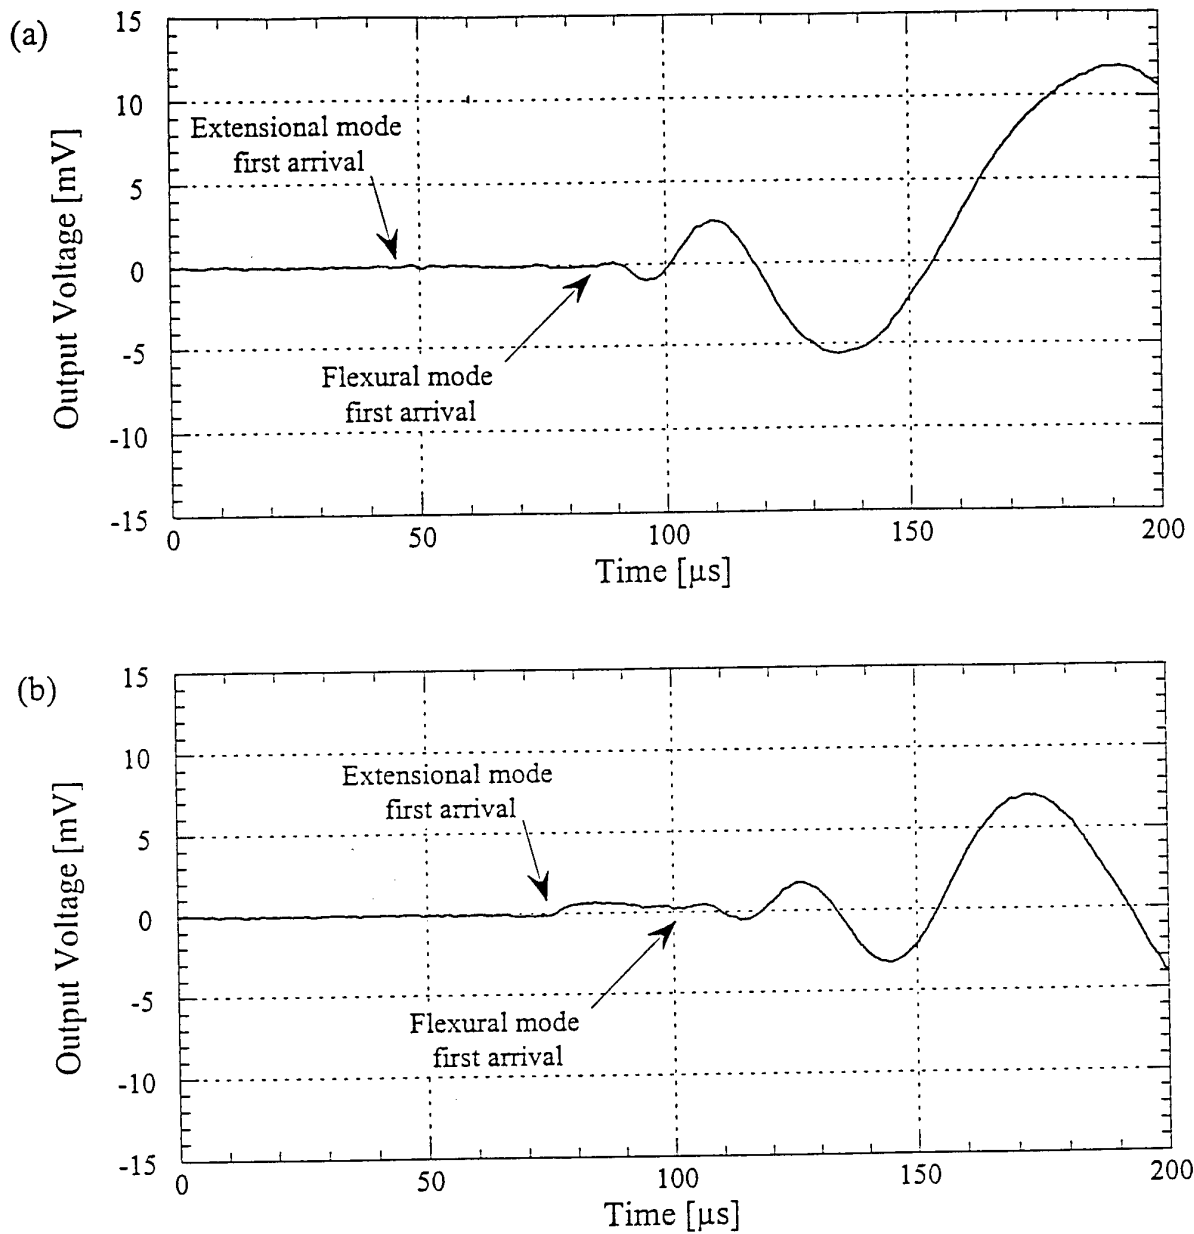 (a)
15
10
5
0
-5
-10
-15
Output Voltage [mV]
Extensional mode
first arrival
Flexural mode
first arrival
0
50
100
150
200
Time [μs]
(b)
15
10
5
0
-5
-10
-15
Output Voltage [mV]
Extensional mode
first arrival
Flexural mode
first arrival
0
50
100
150
200
Time [μs]